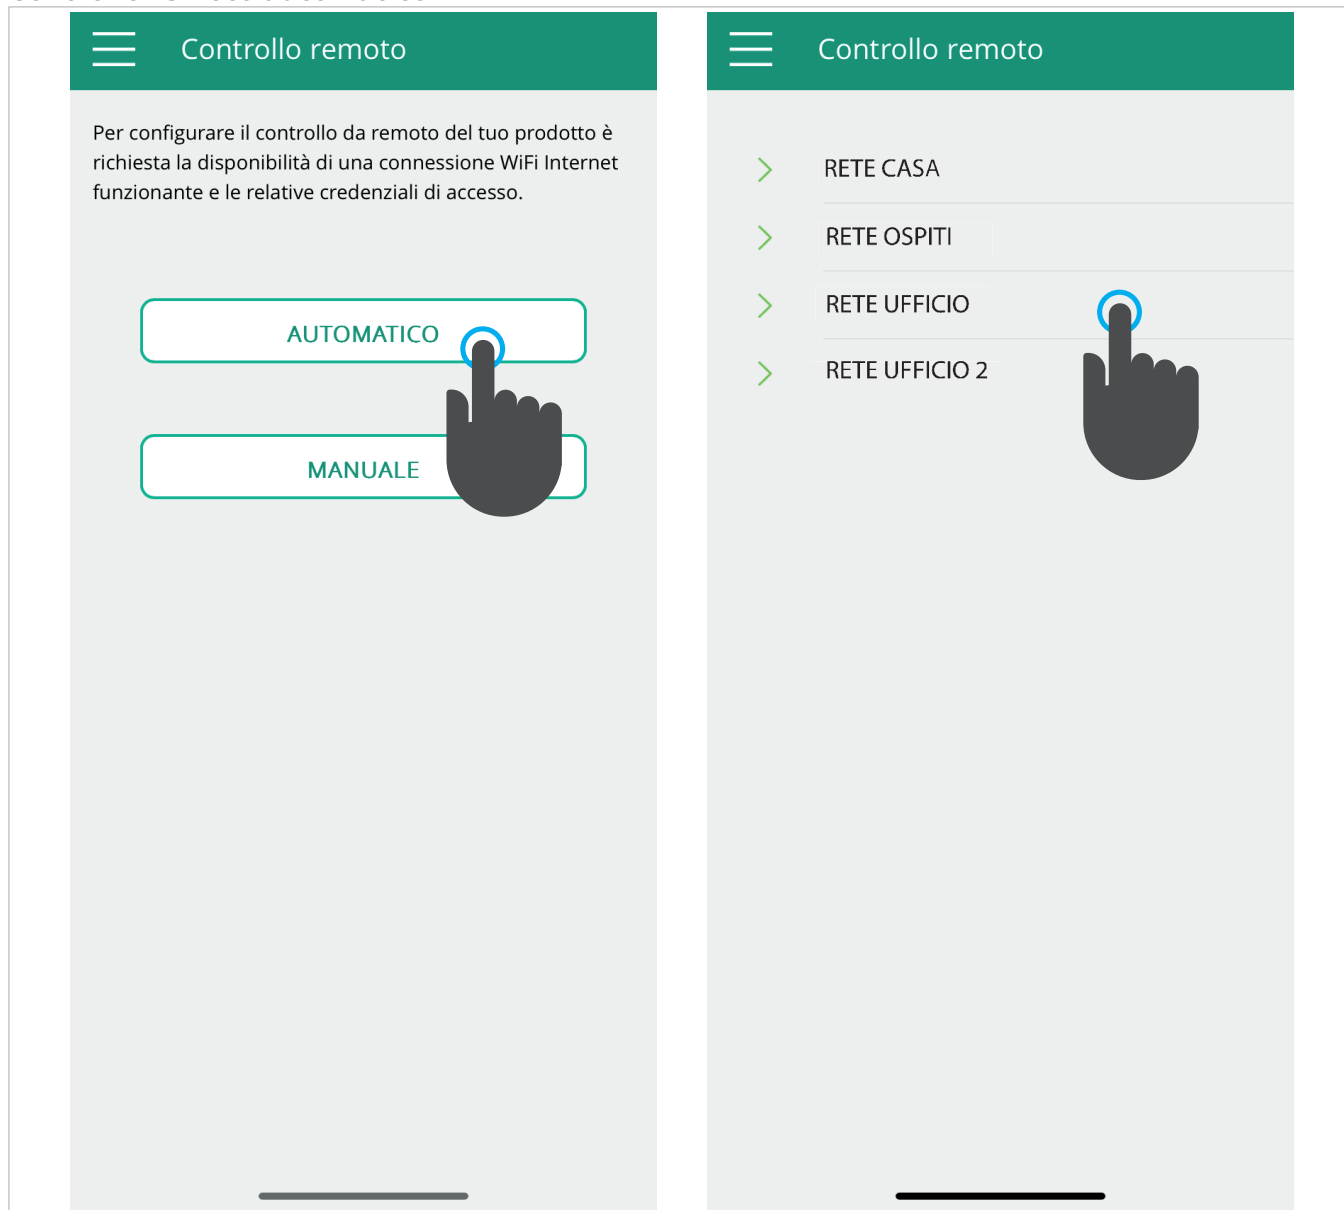 Controllo remoto
Per configurare il controllo da remoto del tuo prodotto è
richiesta la disponibilità di una connessione WiFi Internet
funzionante e le relative credenziali di accesso.
AUTOMATICO
MANUALE
Controllo remoto
RETE CASA
RETE OSPITI
RETE UFFICIO
RETE UFFICIO 2